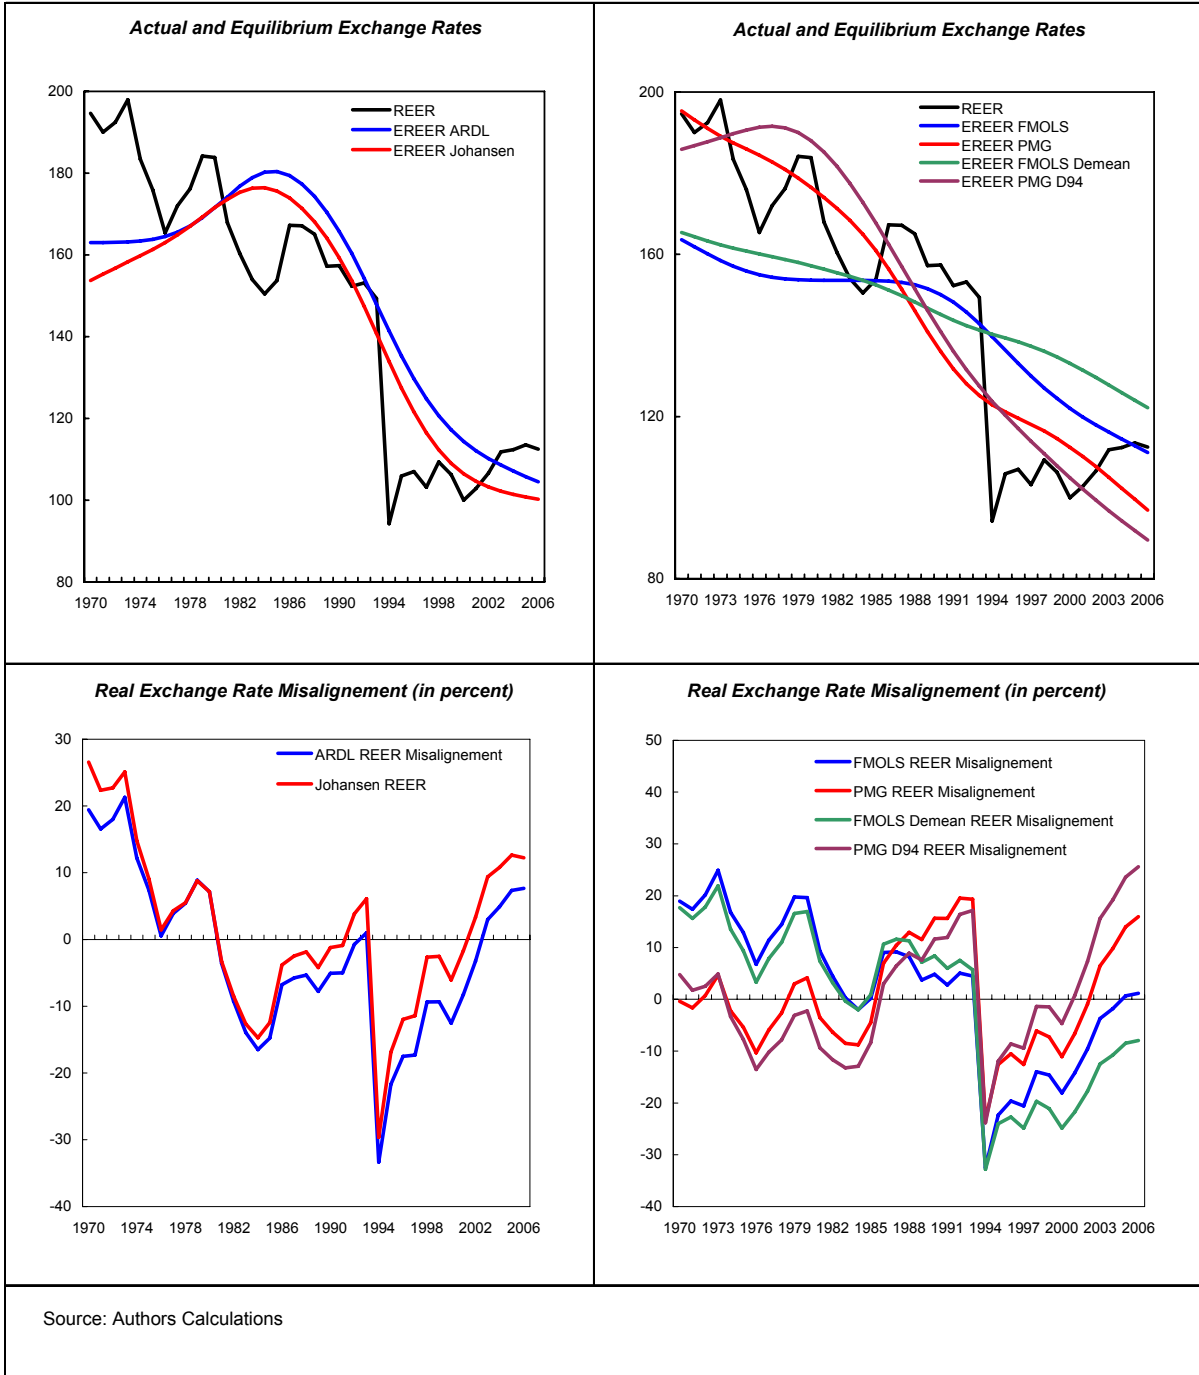 Actual and Equilibrium Exchange Rates
200
180
160
140
120
100
80
REER
EREER ARDL
EREER Johansen
1970 1974 1978 1982 1986 1990 1994 1998 2002 2006
Actual and Equilibrium Exchange Rates
200
160
120
80
REER
EREER FMOLS
EREER PMG
EREER FMOLS Demean
EREER PMG D94
1970 1973 1976 1979 1982 1985 1988 1991 1994 1997 2000 2003 2006
Real Exchange Rate Misalignement (in percent)
30
20
10
0
-10
-20
-30
-40
ARDL REER Misalignement
Johansen REER
1970 1974 1978 1982 1986 1990 1994 1998 2002 2006
Real Exchange Rate Misalignement (in percent)
50
40
30
20
10
0
-10
-20
-30
-40
FMOLS REER Misalignement
PMG REER Misalignement
FMOLS Demean REER Misalignement
PMG D94 REER Misalignement
1970 1973 1976 1979 1982 1985 1988 1991 1994 1997 2000 2003 2006
Source: Authors Calculations